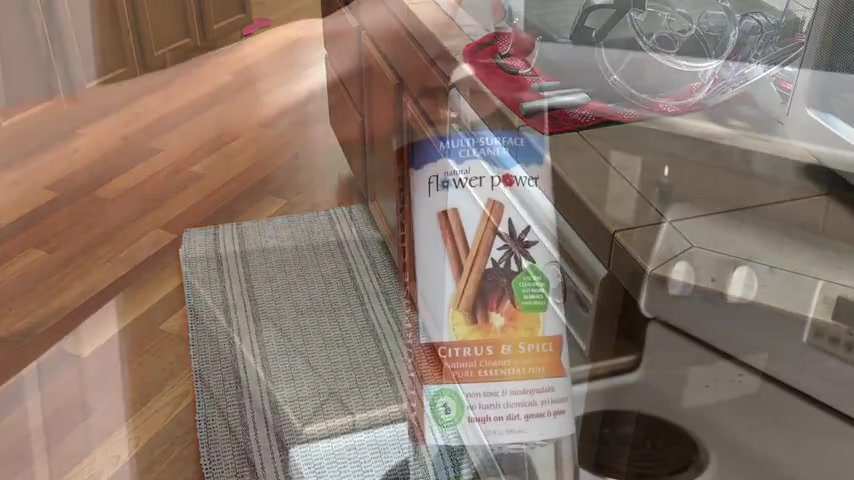 MULTI-SURFACE
CLEANER
natural
flower power
CITRUS & SPICE
Natural Cleaner
PURE ESSENTIAL
non-toxic & biodegradable
no harsh chemicals, pH balanced
tough on dirt, grease & grime